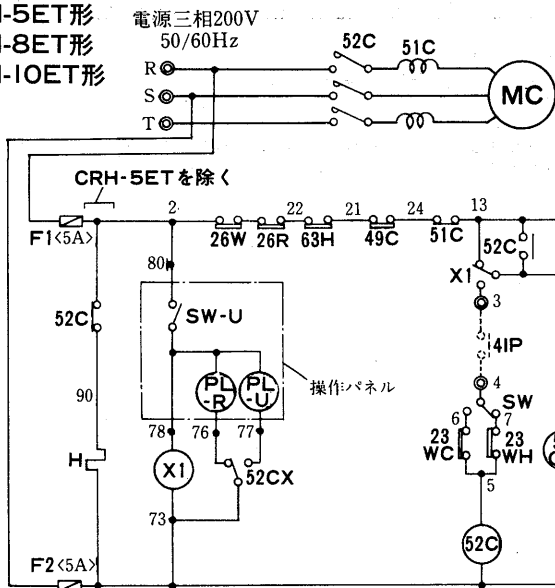 -5ET形
-8ET形
-10ET形
電源三相200V
50/60Hz
R
S
T
52C
51C
MC
CRH-5ETを除く
F1<5A>
2
26W
26R
22
63H
21
49C
24
51C
13
52C
X1
80
SW-U
52C
3
41P
PL
-R
PL
-U
操作パネル
4
SW
90
78
76
77
6
7
23
WC
23
WH
H
X1
52CX
5
73
52C
F2<5A>